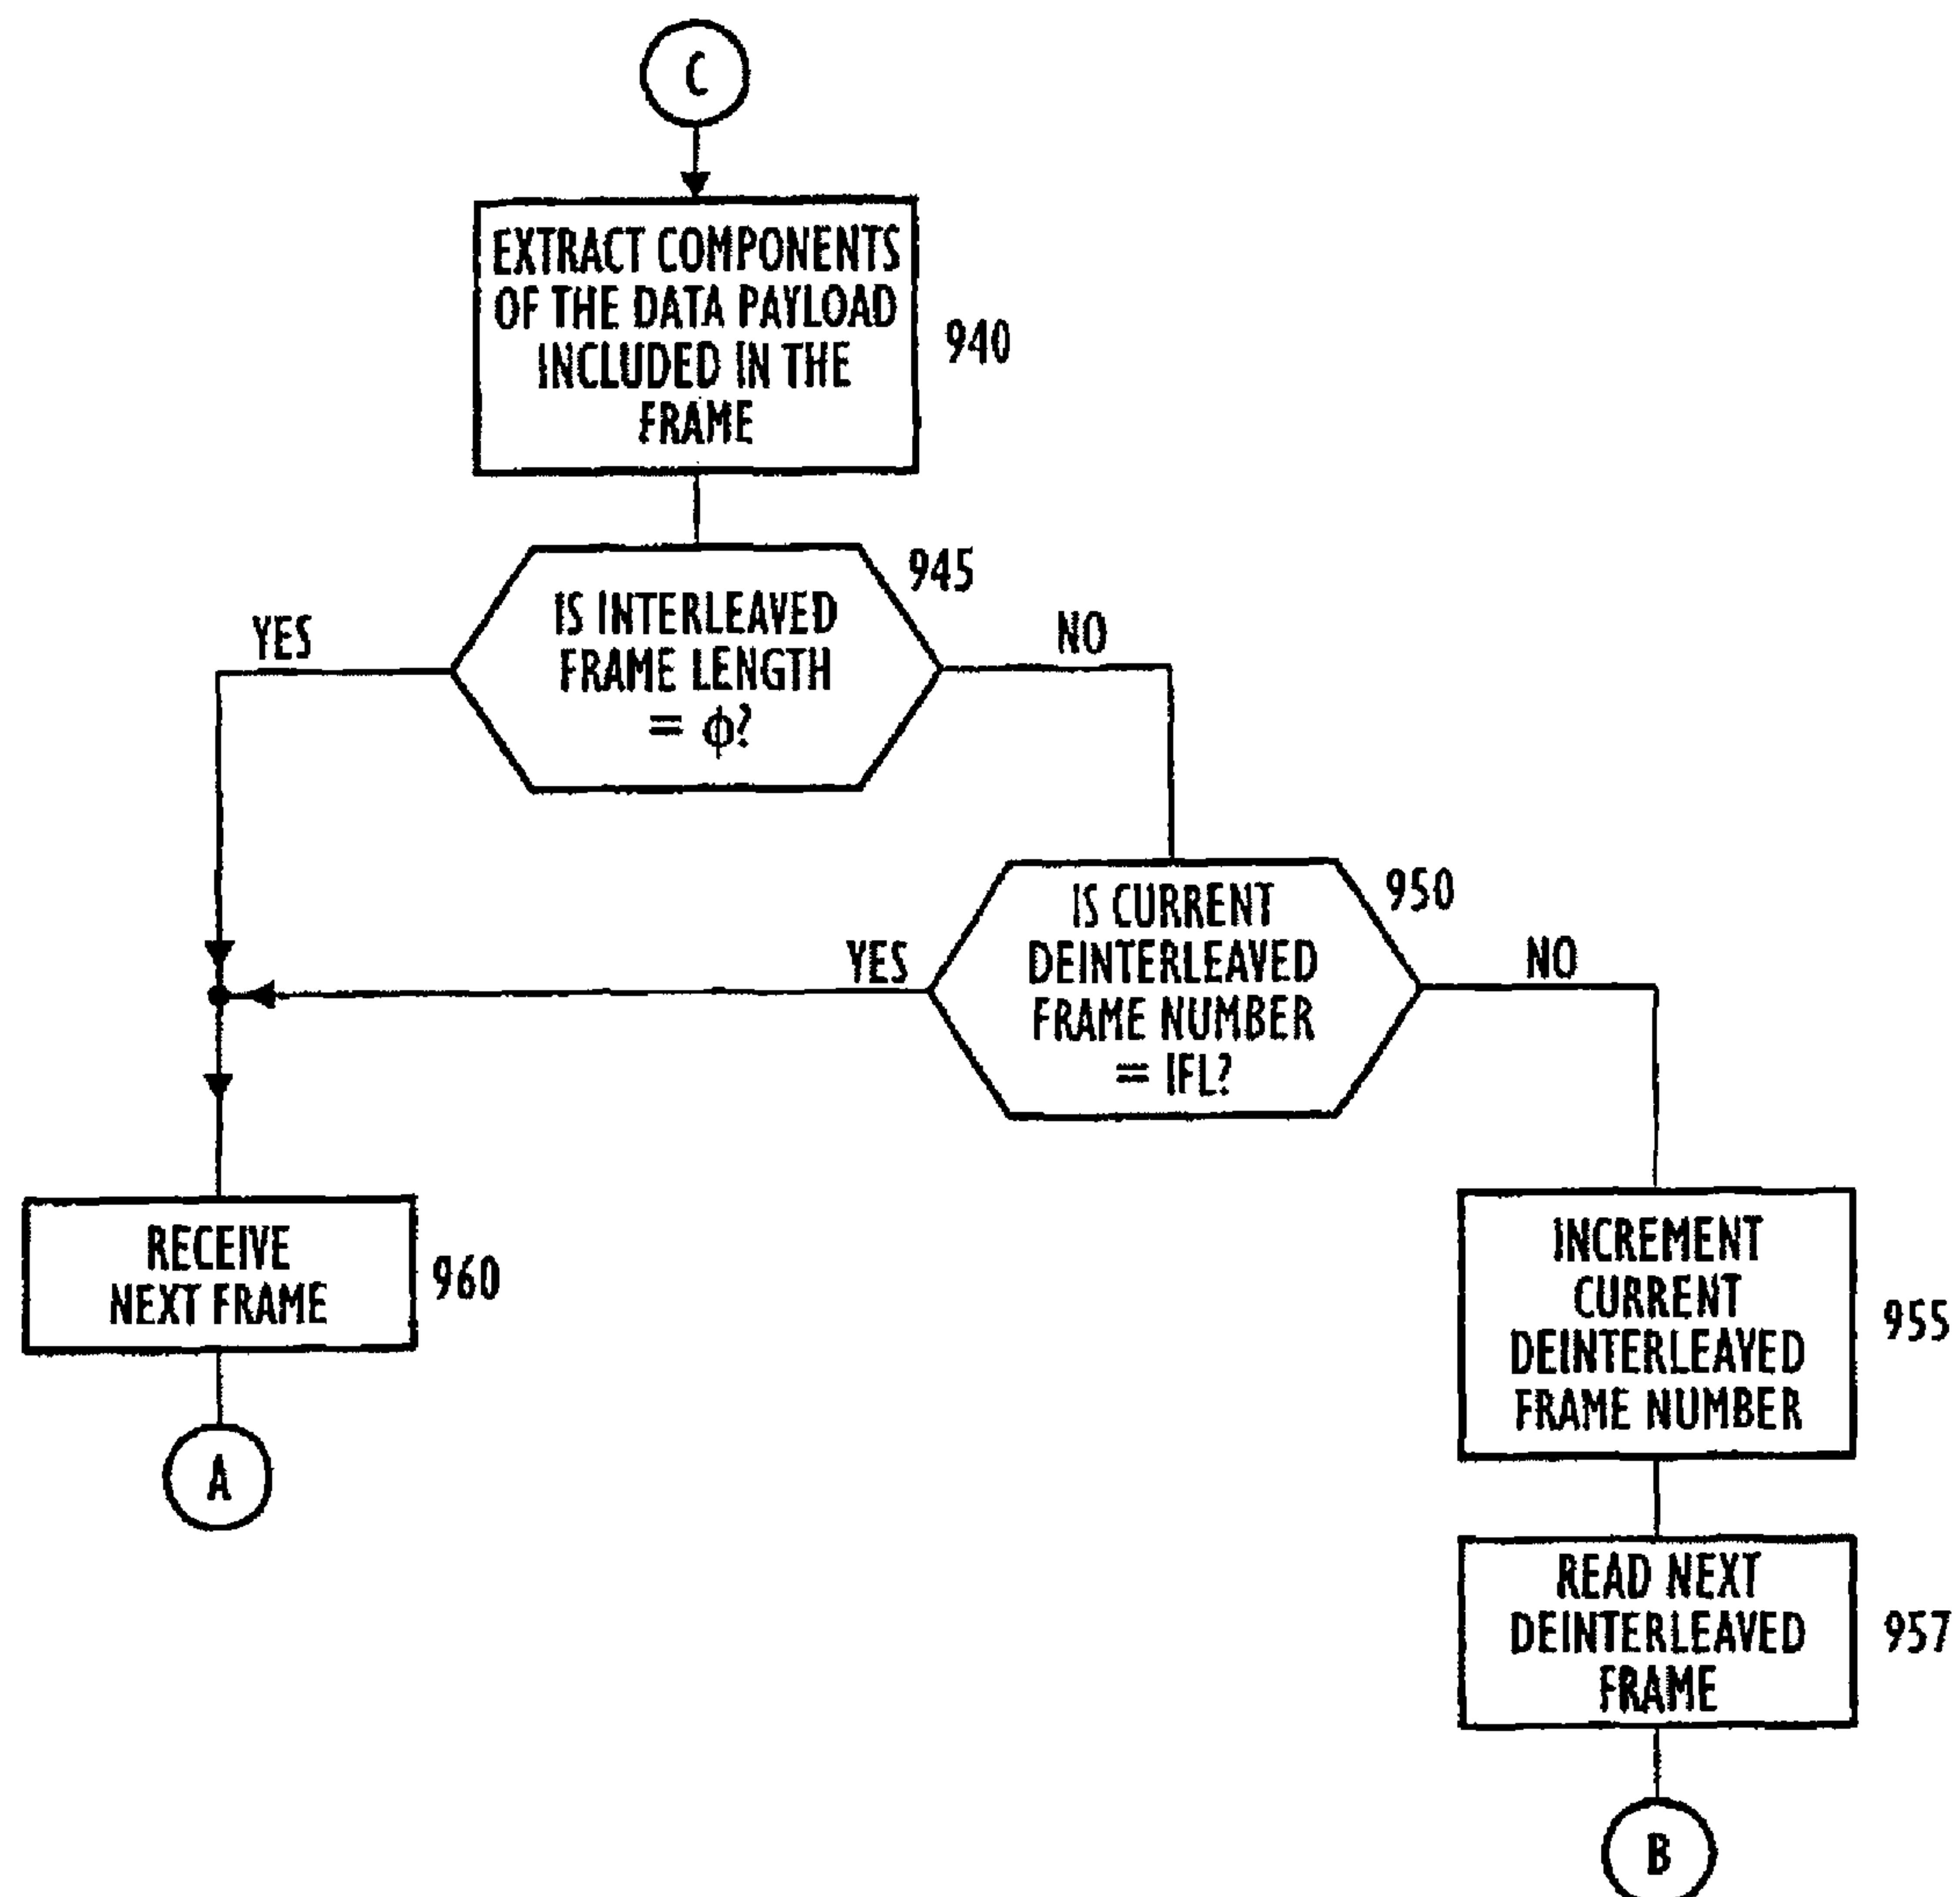 C
EXTRACT COMPONENTS
OF THE DATA PAYLOAD
INCLUDED IN THE
FRAME
940
945
IS INTERLEAVED
FRAME LENGTH
= ϕ?
YES
NO
950
IS CURRENT
DEINTERLEAVED
FRAME NUMBER
= IFL?
YES
NO
RECEIVE
NEXT FRAME
960
INCREMENT
CURRENT
DEINTERLEAVED
FRAME NUMBER
955
A
READ NEXT
DEINTERLEAVED
FRAME
957
B